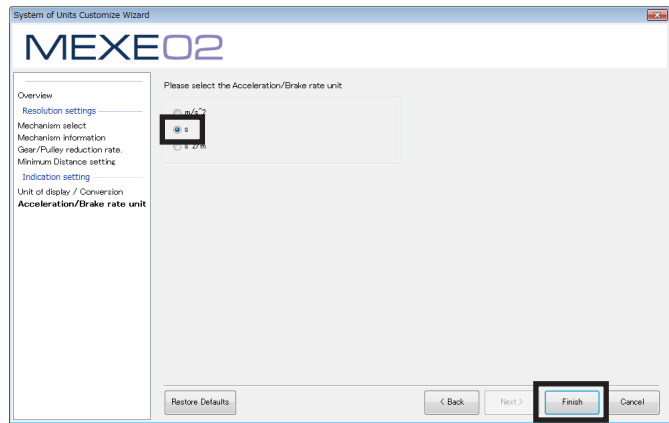 System of Units Customize Wizard
MEXE02
Overview
Resolution settings
Mechanism select
Mechanism information
Gear/Pulley reduction rate.
Minimum Distance setting
Indication setting
Unit of display / Conversion
Acceleration/Brake rate unit
Please select the Acceleration/Brake rate unit
m/s^2
s
Restore Defaults
< Back
Next >
Finish
Cancel